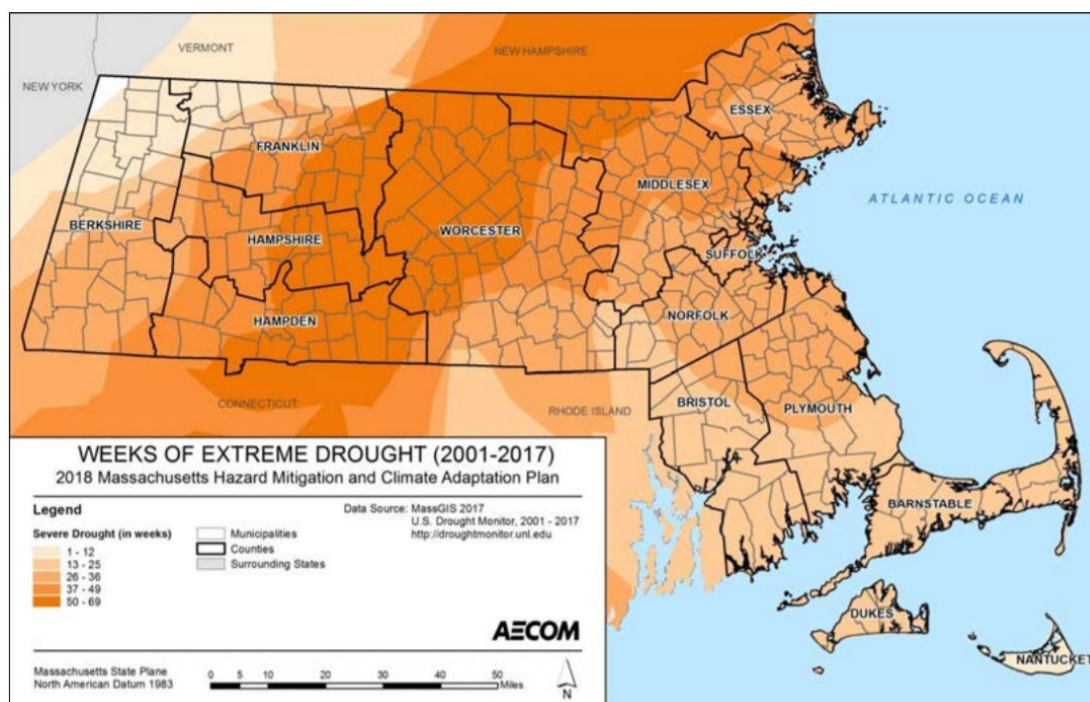 VERMONT
NEW HAMPSHIRE
NEW YORK
ESSEX
FRANKLIN
MIDDLESEX
ATLANTIC OCEAN
BERKSHIRE
HAMPSHIRE
WORCESTER
SUFFOLK
HAMPDEN
NORFOLK
CONNECTICUT
RHODE ISLAND
BRISTOL
PLYMOUTH
BARNSTABLE
DUKES
NANTUCKET
WEEKS OF EXTREME DROUGHT (2001-2017)
2018 Massachusetts Hazard Mitigation and Climate Adaptation Plan
Legend
Severe Drought (in weeks)
1 - 12
13 - 25
26 - 36
37 - 49
50 - 69
Municipalities
Counties
Surrounding States
Data Source: MassGIS 2017
U.S. Drought Monitor, 2001 - 2017
http://droughtmonitor.unl.edu
AECOM
Massachusetts State Plane
North American Datum 1983
0 5 10 20 30 40 50
Miles
N